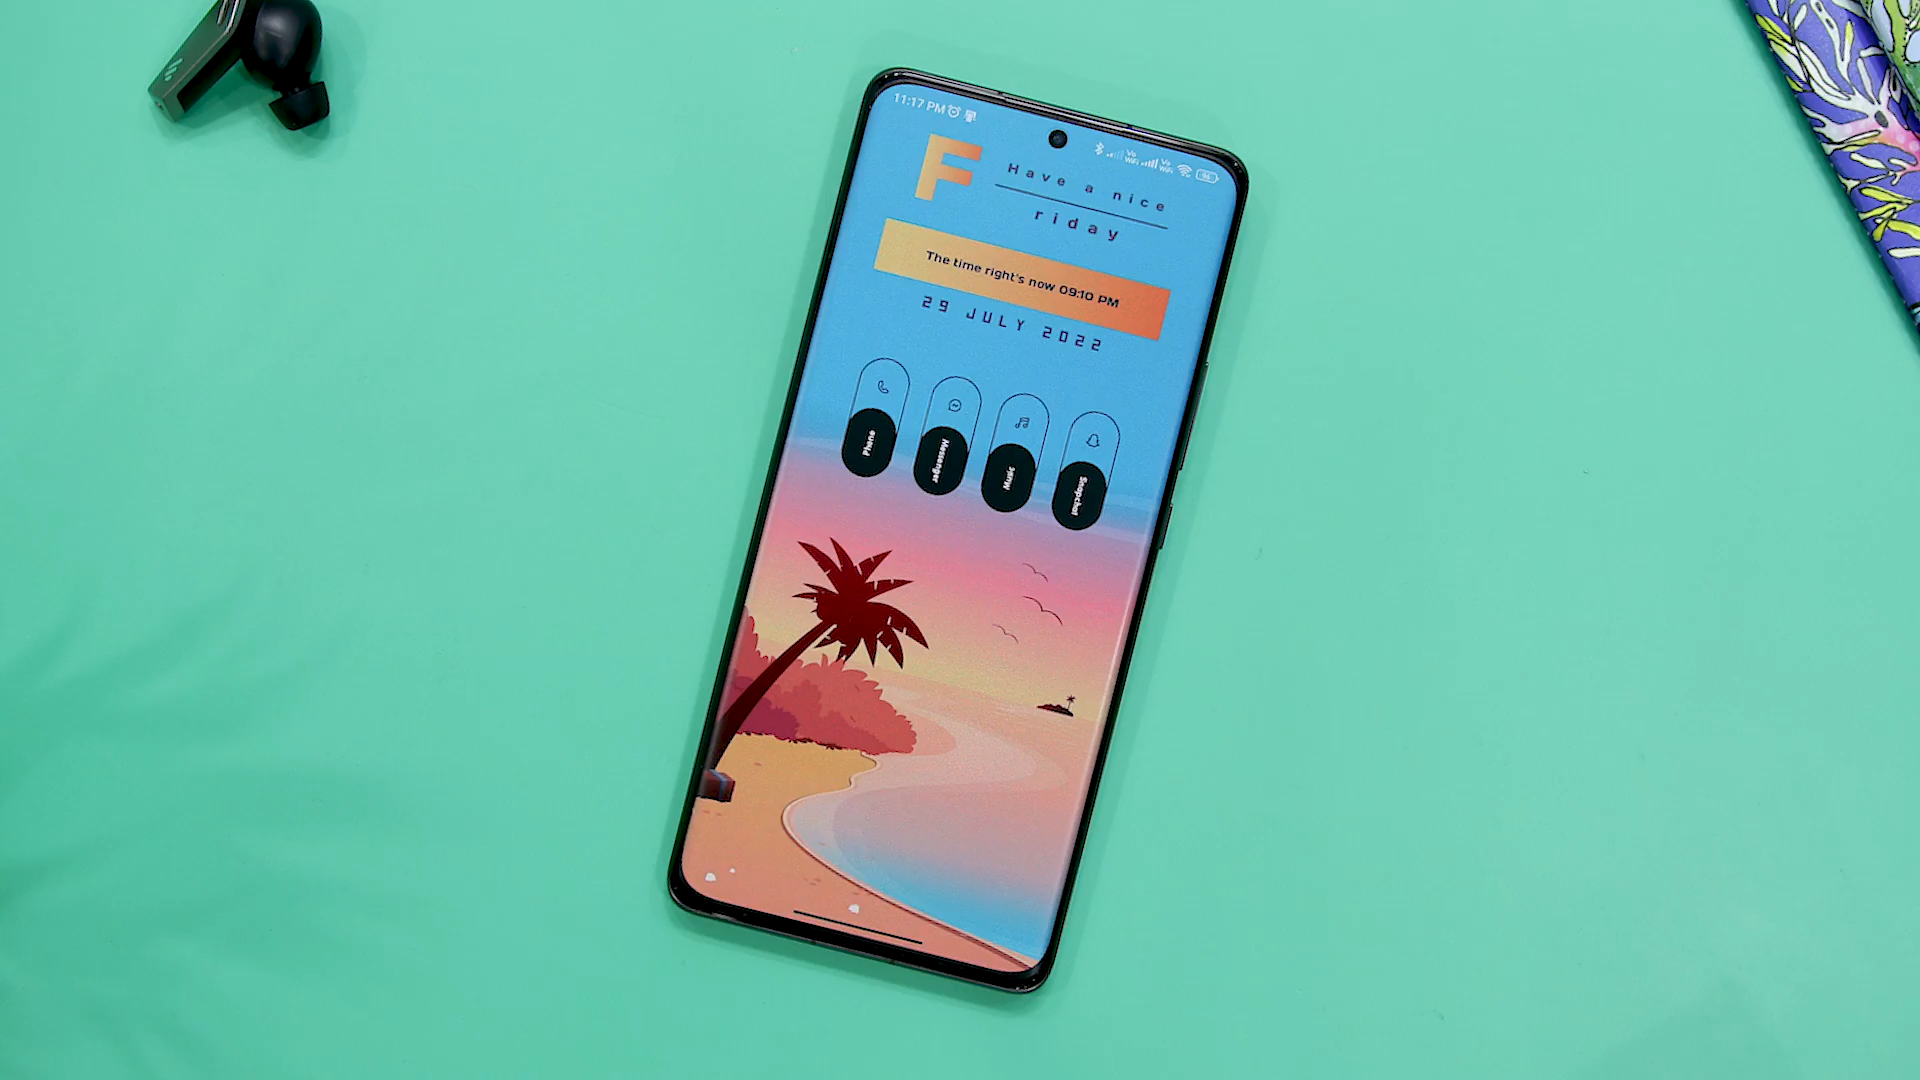 11:17 PM
F
Have a nice
riday
The time right's now 09:10 PM
29 JULY 2022
Phone
Messenger
Music
Snapchat